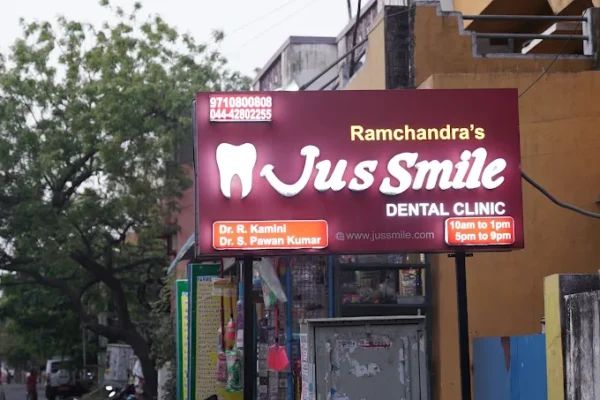 9710800808
044-42802255
Ramchandra's
Jus Smile
DENTAL CLINIC
Dr. R. Kamini
Dr. S. Pawan Kumar
www.jussmile.com
10am to 1pm
5pm to 9pm